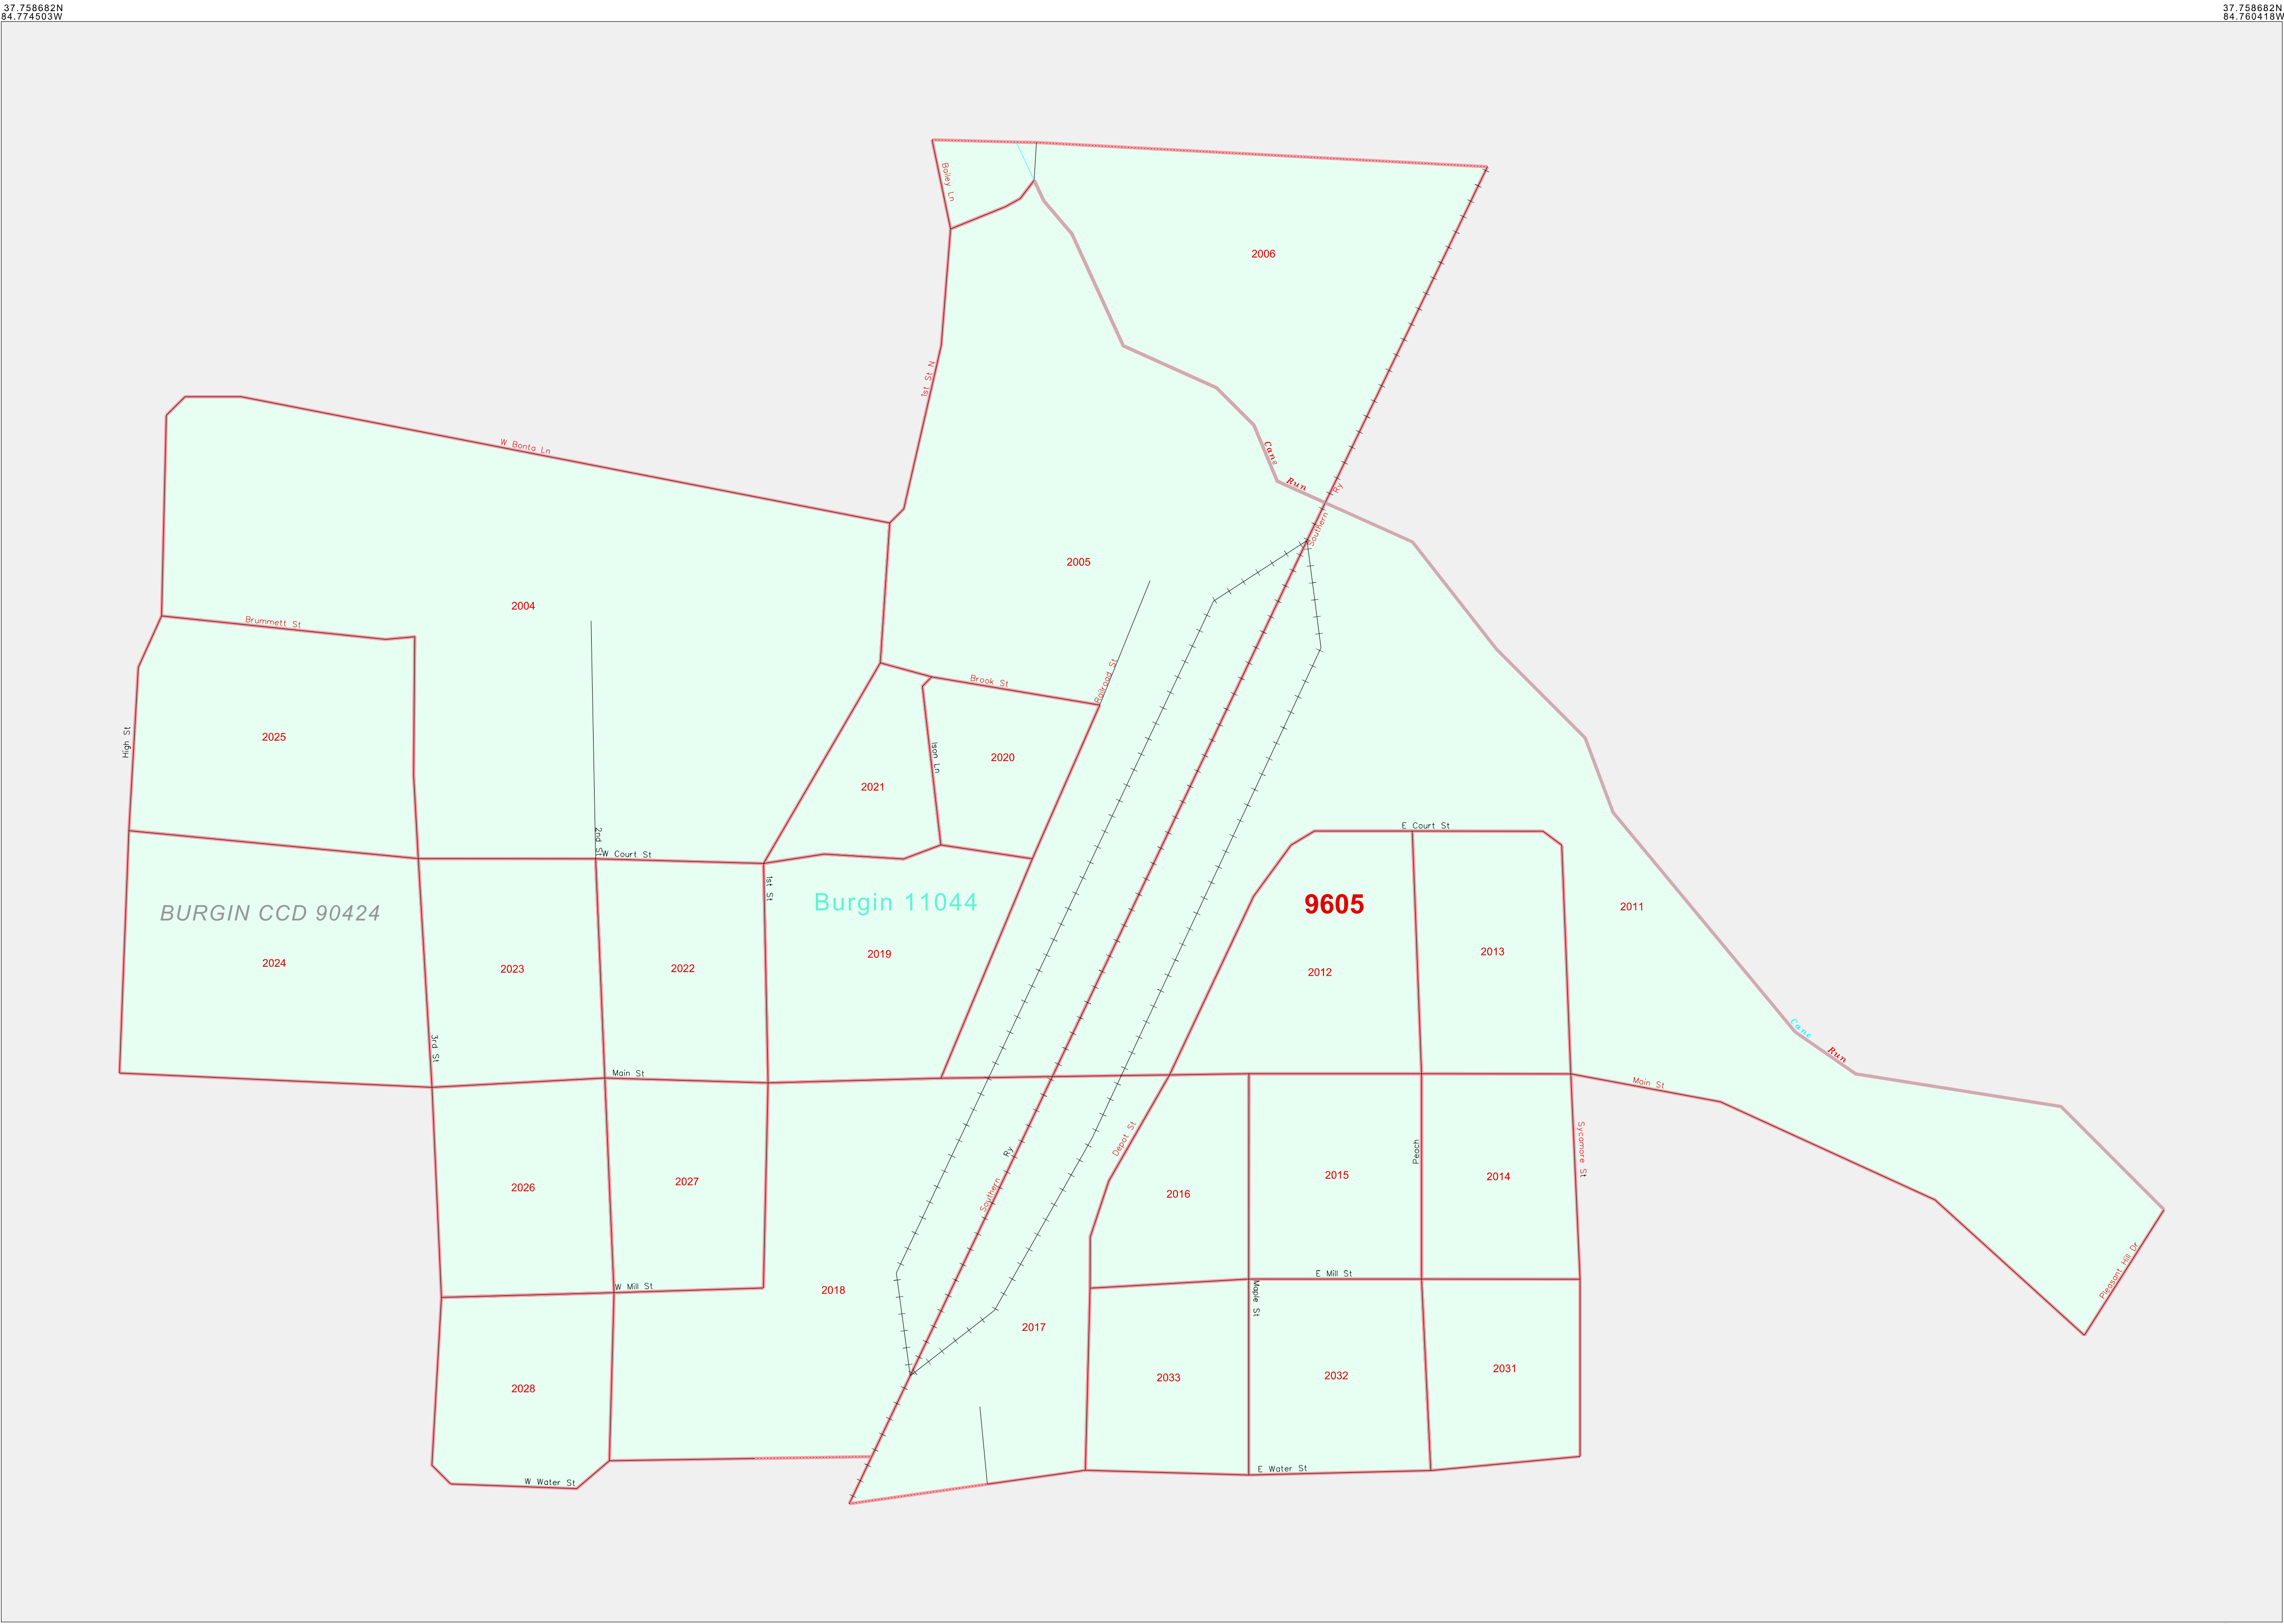 37.758682N
84.774503W
37.758682N
84.760418W
Bailey Ln
2006
1st St N
W Bonta Ln
Cane
Run
Southern Ry
2005
2004
Brummett St
Railroad St
Brook St
2025
High St
Ison Ln
2020
2021
2nd St
W Court St
E Court St
1st St
Burgin 11044
BURGIN CCD 90424
9605
2011
2024
2023
2022
2019
2012
2013
Cane
Run
3rd St
Main St
Main St
Depot St
Peach
Sycamore St
Southern Ry
2026
2027
2016
2015
2014
Pleasant Hill Dr
W Mill St
E Mill St
2018
Maple St
2017
2028
2033
2032
2031
W Water St
E Water St